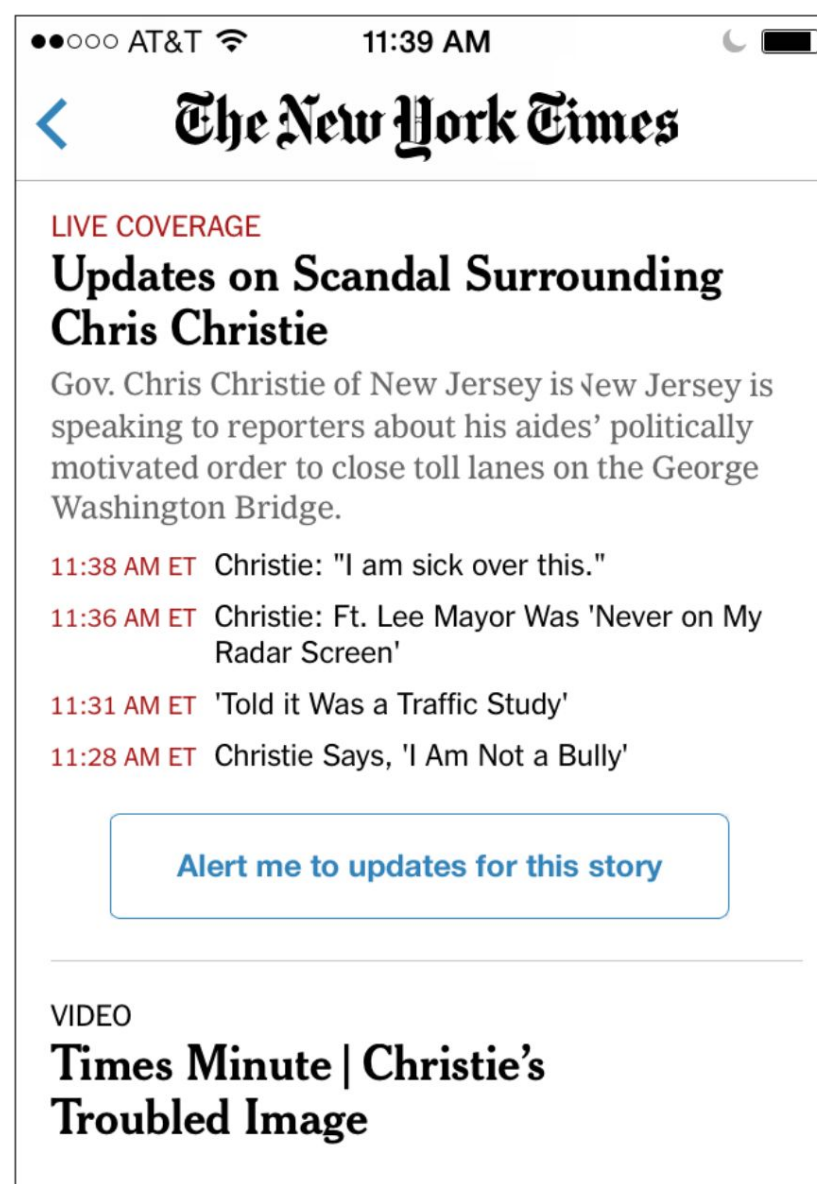 AT&T 11:39 AM
The New York Times
LIVE COVERAGE
Updates on Scandal Surrounding
Chris Christie
Gov. Chris Christie of New Jersey is New Jersey is
speaking to reporters about his aides’ politically
motivated order to close toll lanes on the George
Washington Bridge.
11:38 AM ET Christie: "I am sick over this."
11:36 AM ET Christie: Ft. Lee Mayor Was 'Never on My
Radar Screen'
11:31 AM ET 'Told it Was a Traffic Study'
11:28 AM ET Christie Says, 'I Am Not a Bully'
Alert me to updates for this story
VIDEO
Times Minute | Christie’s
Troubled Image